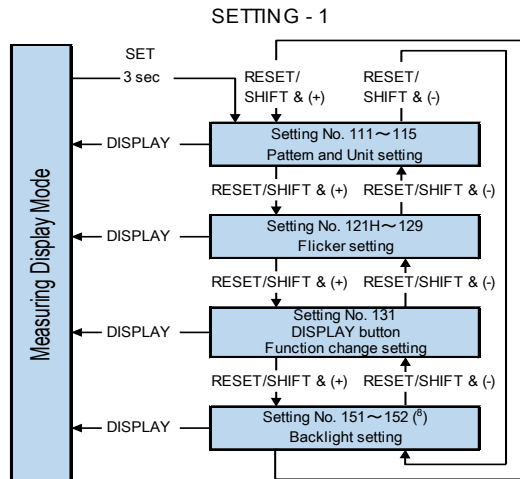 SETTING - 1
SET
3 sec
RESET/
SHIFT & (+)
RESET/
SHIFT & (-)
Measuring Display Mode
DISPLAY
Setting No. 111～115
Pattern and Unit setting
RESET/SHIFT & (+)
RESET/SHIFT & (-)
DISPLAY
Setting No. 121H～129
Flicker setting
RESET/SHIFT & (+)
RESET/SHIFT & (-)
DISPLAY
Setting No. 131
DISPLAY button
Function change setting
RESET/SHIFT & (+)
RESET/SHIFT & (-)
DISPLAY
Setting No. 151～152 (⁸)
Backlight setting